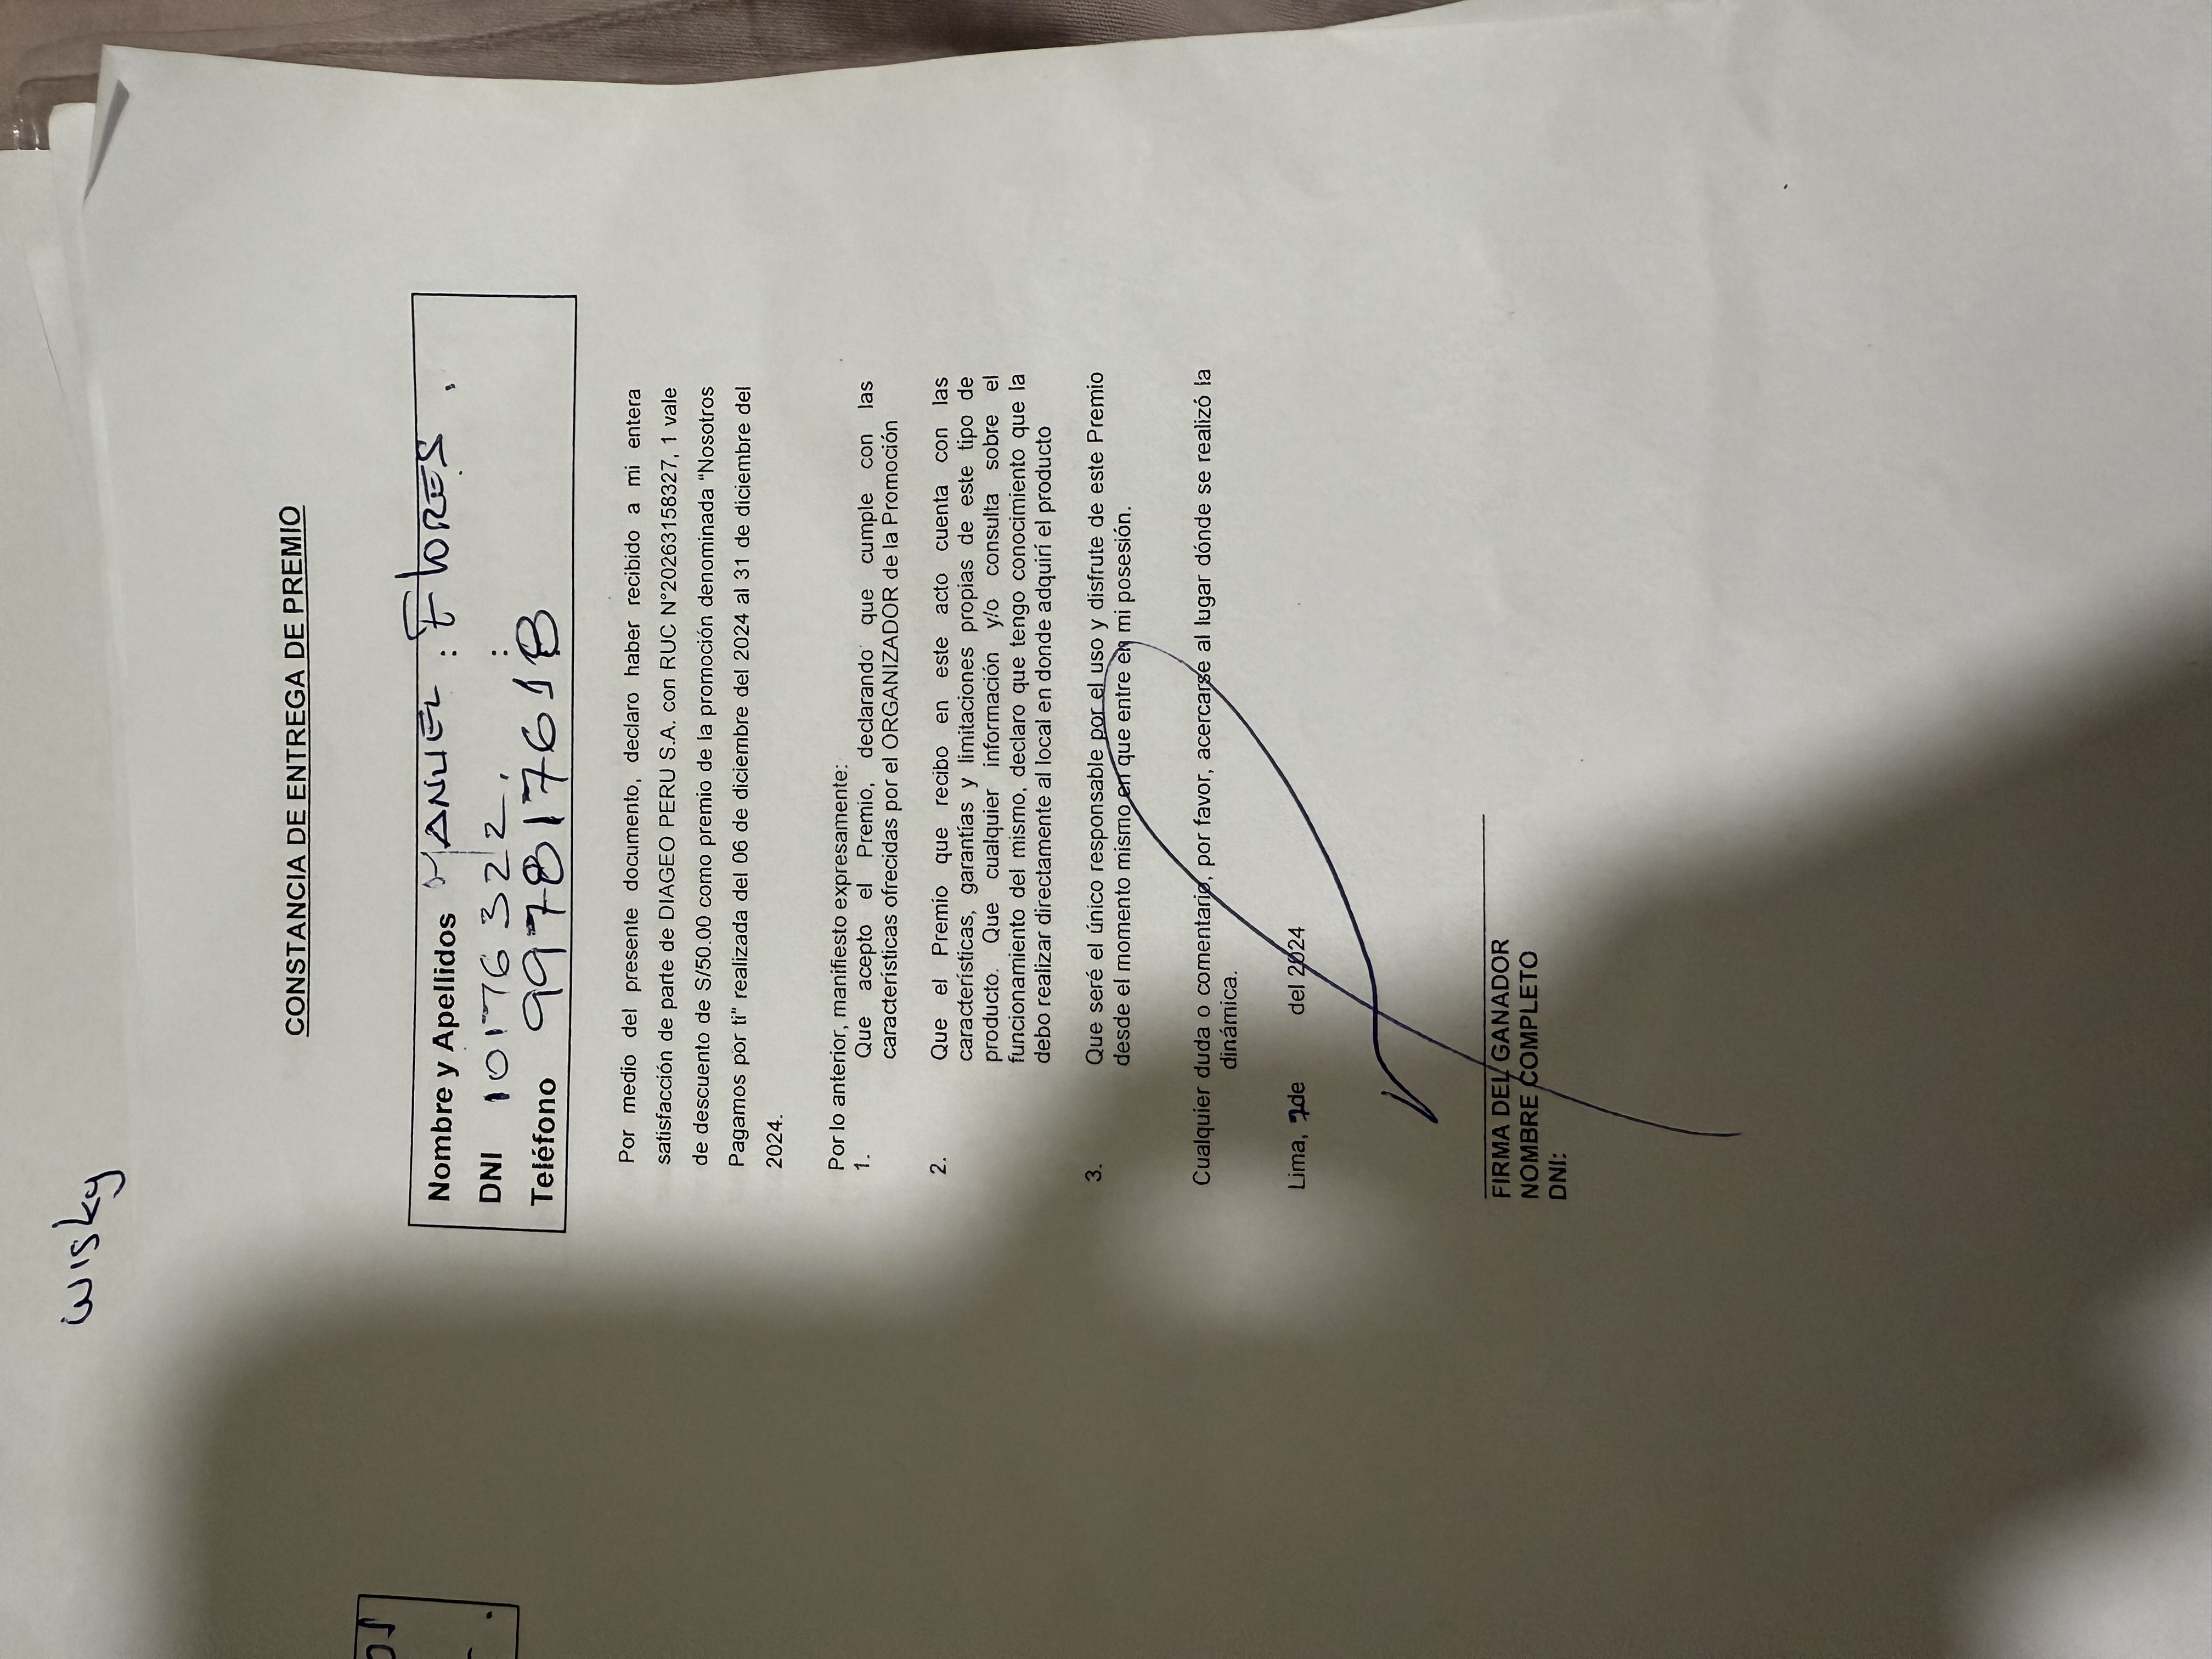 wisky
CONSTANCIA DE ENTREGA DE PREMIO
Nombre y Apellidos MANUEL : FLORES .
DNI 10176322. :
Teléfono 997817618
Por medio del presente documento, declaro haber recibido a mi entera
satisfacción de parte de DIAGEO PERU S.A. con RUC N°20263158327, 1 vale
de descuento de S/50.00 como premio de la promoción denominada “Nosotros
Pagamos por ti” realizada del 06 de diciembre del 2024 al 31 de diciembre del
2024.
Por lo anterior, manifiesto expresamente:
1. Que acepto el Premio, declarando que cumple con las
características ofrecidas por el ORGANIZADOR de la Promoción
2. Que el Premio que recibo en este acto cuenta con las
características, garantías y limitaciones propias de este tipo de
producto. Que cualquier información y/o consulta sobre el
funcionamiento del mismo, declaro que tengo conocimiento que la
debo realizar directamente al local en donde adquirí el producto
3. Que seré el único responsable por el uso y disfrute de este Premio
desde el momento mismo en que entre en mi posesión.
Cualquier duda o comentario, por favor, acercarse al lugar dónde se realizó la
dinámica.
Lima, 7de del 2024
FIRMA DEL GANADOR
NOMBRE COMPLETO
DNI: